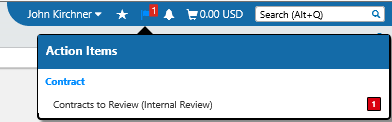 John Kirchner 1 0.00 USD Search (Alt+Q)
Action Items
Contract
Contracts to Review (Internal Review) 1